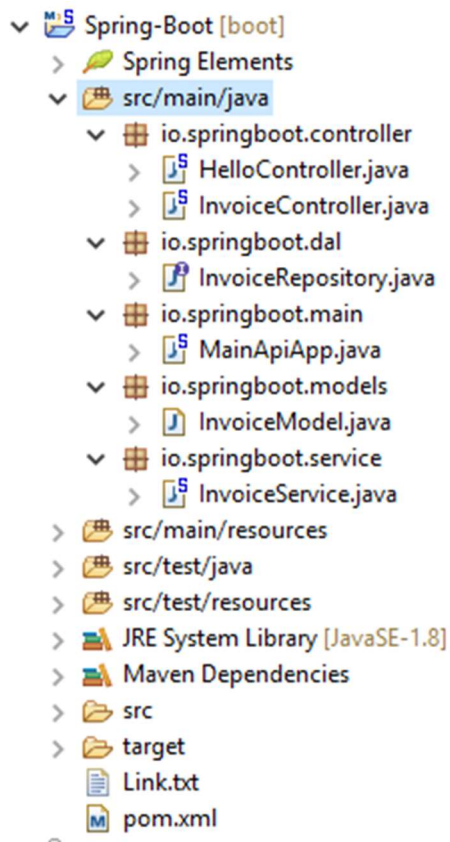 Spring-Boot [boot]
Spring Elements
src/main/java
io.springboot.controller
HelloController.java
InvoiceController.java
io.springboot.dal
InvoiceRepository.java
io.springboot.main
MainApiApp.java
io.springboot.models
InvoiceModel.java
io.springboot.service
InvoiceService.java
src/main/resources
src/test/java
src/test/resources
JRE System Library [JavaSE-1.8]
Maven Dependencies
src
target
Link.txt
pom.xml